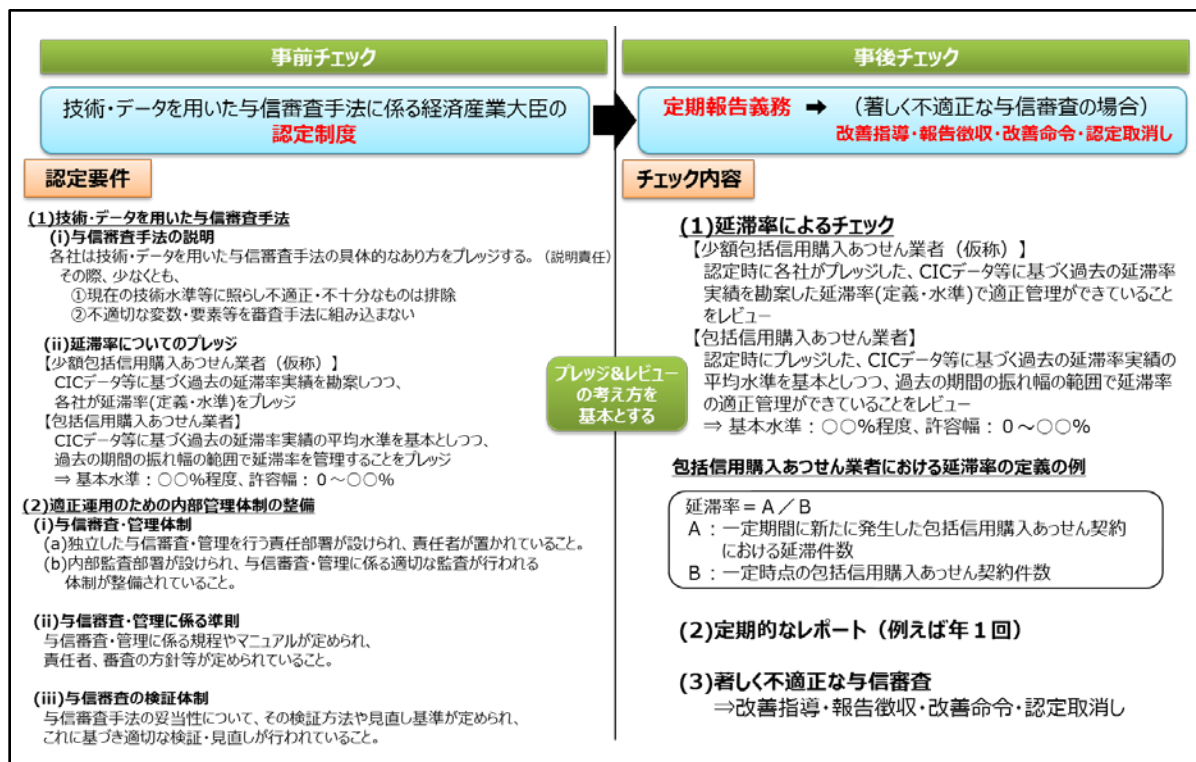 事前チェック
技術・データを用いた与信審査手法に係る経済産業大臣の
認定制度
認定要件
(1)技術・データを用いた与信審査手法
(i)与信審査手法の説明
各社は技術・データを用いた与信審査手法の具体的なあり方をプレッジする。（説明責任）
その際、少なくとも、
①現在の技術水準等に照らし不適正・不十分なものは排除
②不適切な変数・要素等を審査手法に組み込まない
(ii)延滞率についてのプレッジ
【少額包括信用購入あつせん業者（仮称）】
CICデータ等に基づく過去の延滞率実績を勘案しつつ、
各社が延滞率(定義・水準)をプレッジ
【包括信用購入あつせん業者】
CICデータ等に基づく過去の延滞率実績の平均水準を基本としつつ、
過去の期間の振れ幅の範囲で延滞率を管理することをプレッジ
⇒ 基本水準：○○%程度、許容幅：０～○○%
(2)適正運用のための内部管理体制の整備
(i)与信審査・管理体制
(a)独立した与信審査・管理を行う責任部署が設けられ、責任者が置かれていること。
(b)内部監査部署が設けられ、与信審査・管理に係る適切な監査が行われる
体制が整備されていること。
(ii)与信審査・管理に係る準則
与信審査・管理に係る規程やマニュアルが定められ、
責任者、審査の方針等が定められていること。
(iii)与信審査の検証体制
与信審査手法の妥当性について、その検証方法や見直し基準が定められ、
これに基づき適切な検証・見直しが行われていること。
プレッジ&レビュー
の考え方を
基本とする
事後チェック
定期報告義務 ➡ （著しく不適正な与信審査の場合）
改善指導・報告徴収・改善命令・認定取消し
チェック内容
(1)延滞率によるチェック
【少額包括信用購入あつせん業者（仮称）】
認定時に各社がプレッジした、CICデータ等に基づく過去の延滞率
実績を勘案した延滞率(定義・水準)で適正管理ができていること
をレビュー
【包括信用購入あつせん業者】
認定時にプレッジした、CICデータ等に基づく過去の延滞率実績の
平均水準を基本としつつ、過去の期間の振れ幅の範囲で延滞率
の適正管理ができていることをレビュー
⇒ 基本水準：○○%程度、許容幅：０～○○%
包括信用購入あつせん業者における延滞率の定義の例
延滞率＝Ａ／Ｂ
Ａ：一定期間に新たに発生した包括信用購入あつせん契約
における延滞件数
Ｂ：一定時点の包括信用購入あつせん契約件数
(2)定期的なレポート（例えば年１回）
(3)著しく不適正な与信審査
⇒改善指導・報告徴収・改善命令・認定取消し